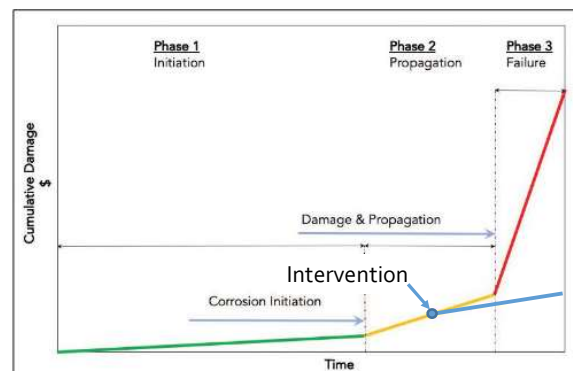 Phase 1
Initiation
Phase 2
Propagation
Phase 3
Failure
Cumulative Damage
$
Damage & Propagation
Intervention
Corrosion Initiation
Time